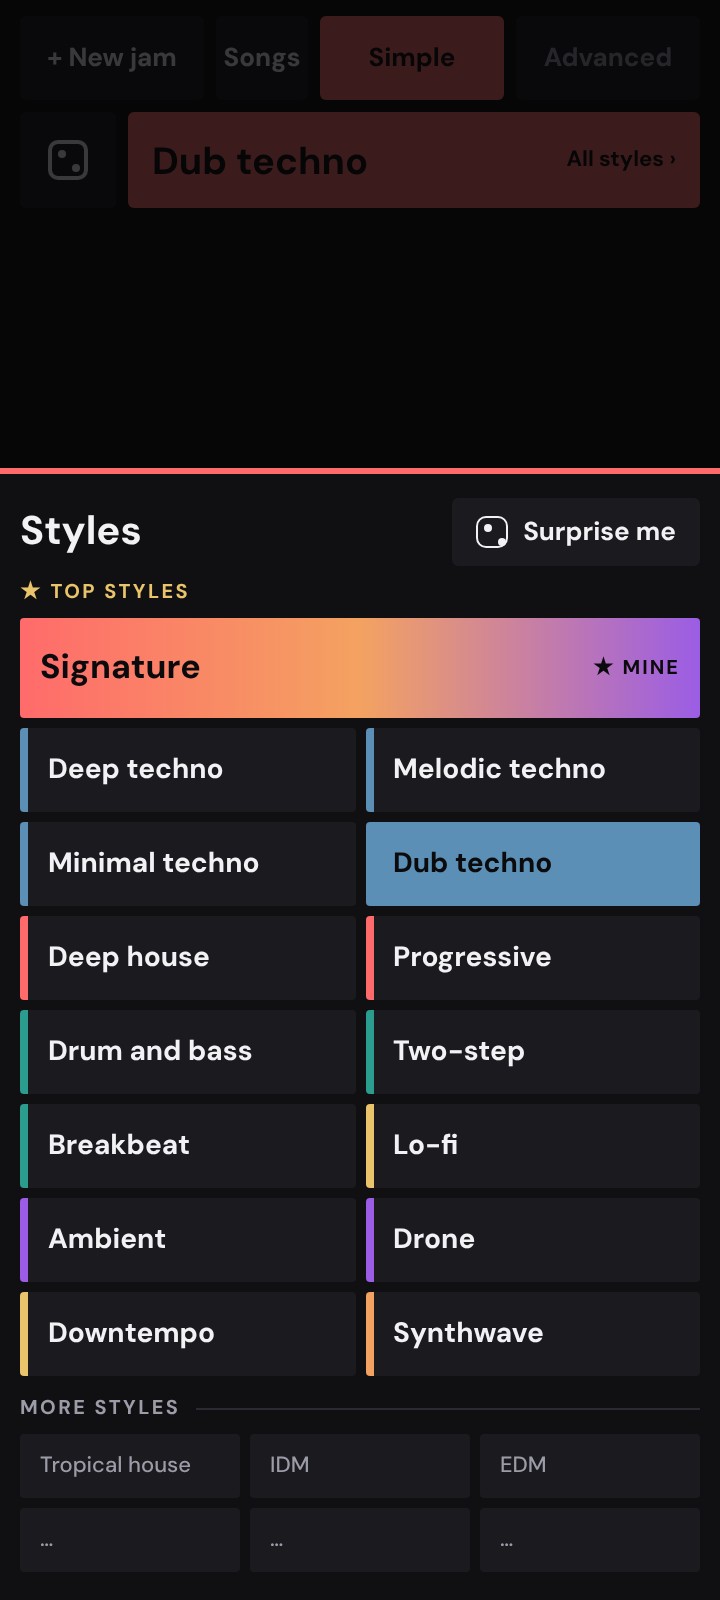 + New jam
Songs
Simple
Advanced
Dub techno
All styles ›
Styles
Surprise me
★ TOP STYLES
Signature
★ MINE
Deep techno
Melodic techno
Minimal techno
Dub techno
Deep house
Progressive
Drum and bass
Two-step
Breakbeat
Lo-fi
Ambient
Drone
Downtempo
Synthwave
MORE STYLES
Tropical house
IDM
EDM
...
...
...